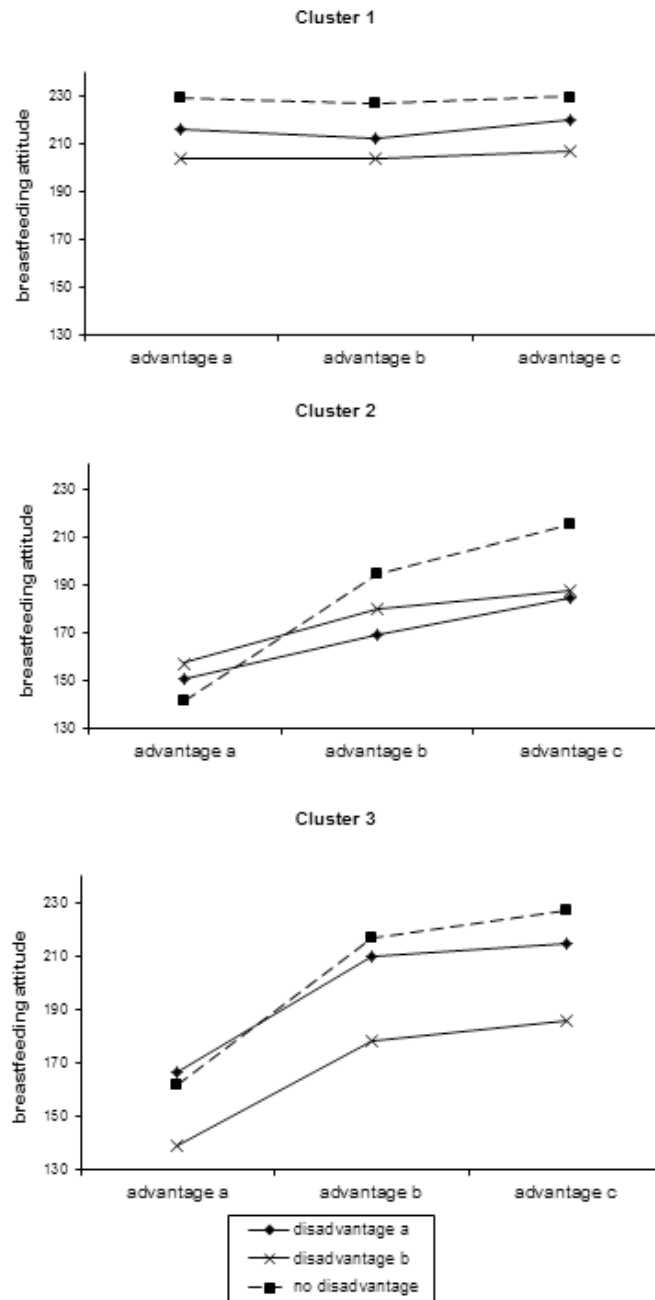 Cluster 1
breastfeeding attitude
230
210
190
170
150
130
advantage a advantage b advantage c
Cluster 2
breastfeeding attitude
230
210
190
170
150
130
advantage a advantage b advantage c
Cluster 3
breastfeeding attitude
230
210
190
170
150
130
advantage a advantage b advantage c
disadvantage a
disadvantage b
no disadvantage